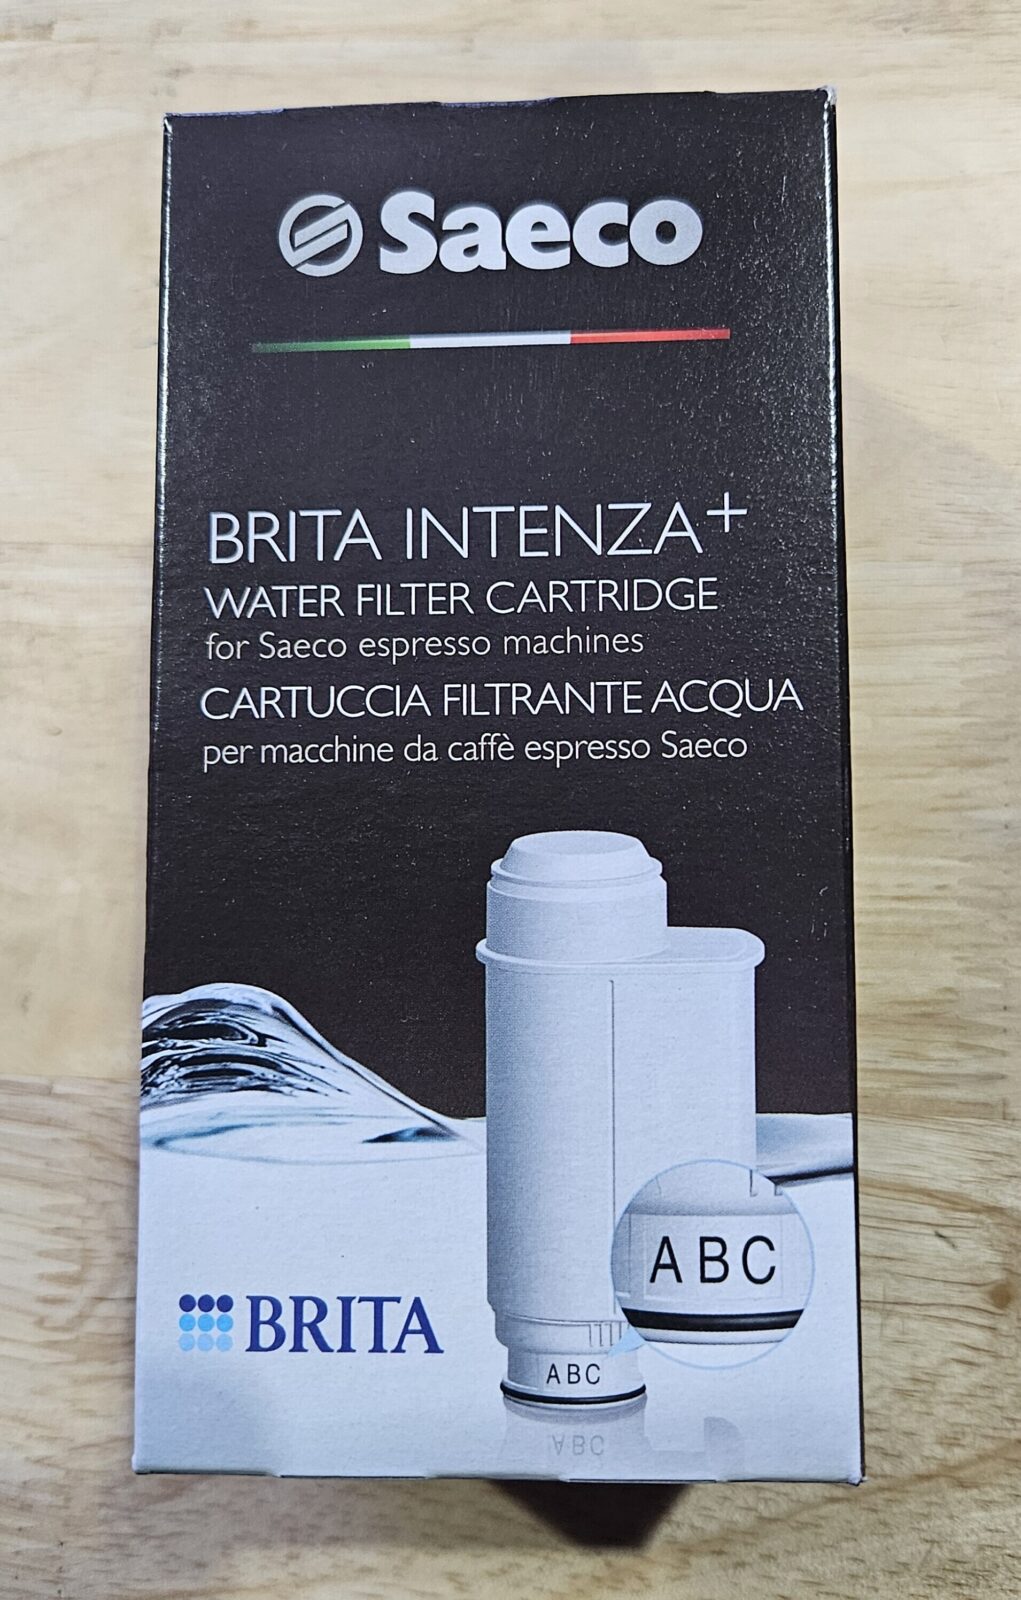 Saeco
BRITA INTENZA+
WATER FILTER CARTRIDGE
for Saeco espresso machines
CARTUCCIA FILTRANTE ACQUA
per macchine da caffè espresso Saeco
ABC
BRITA
ABC
ABC